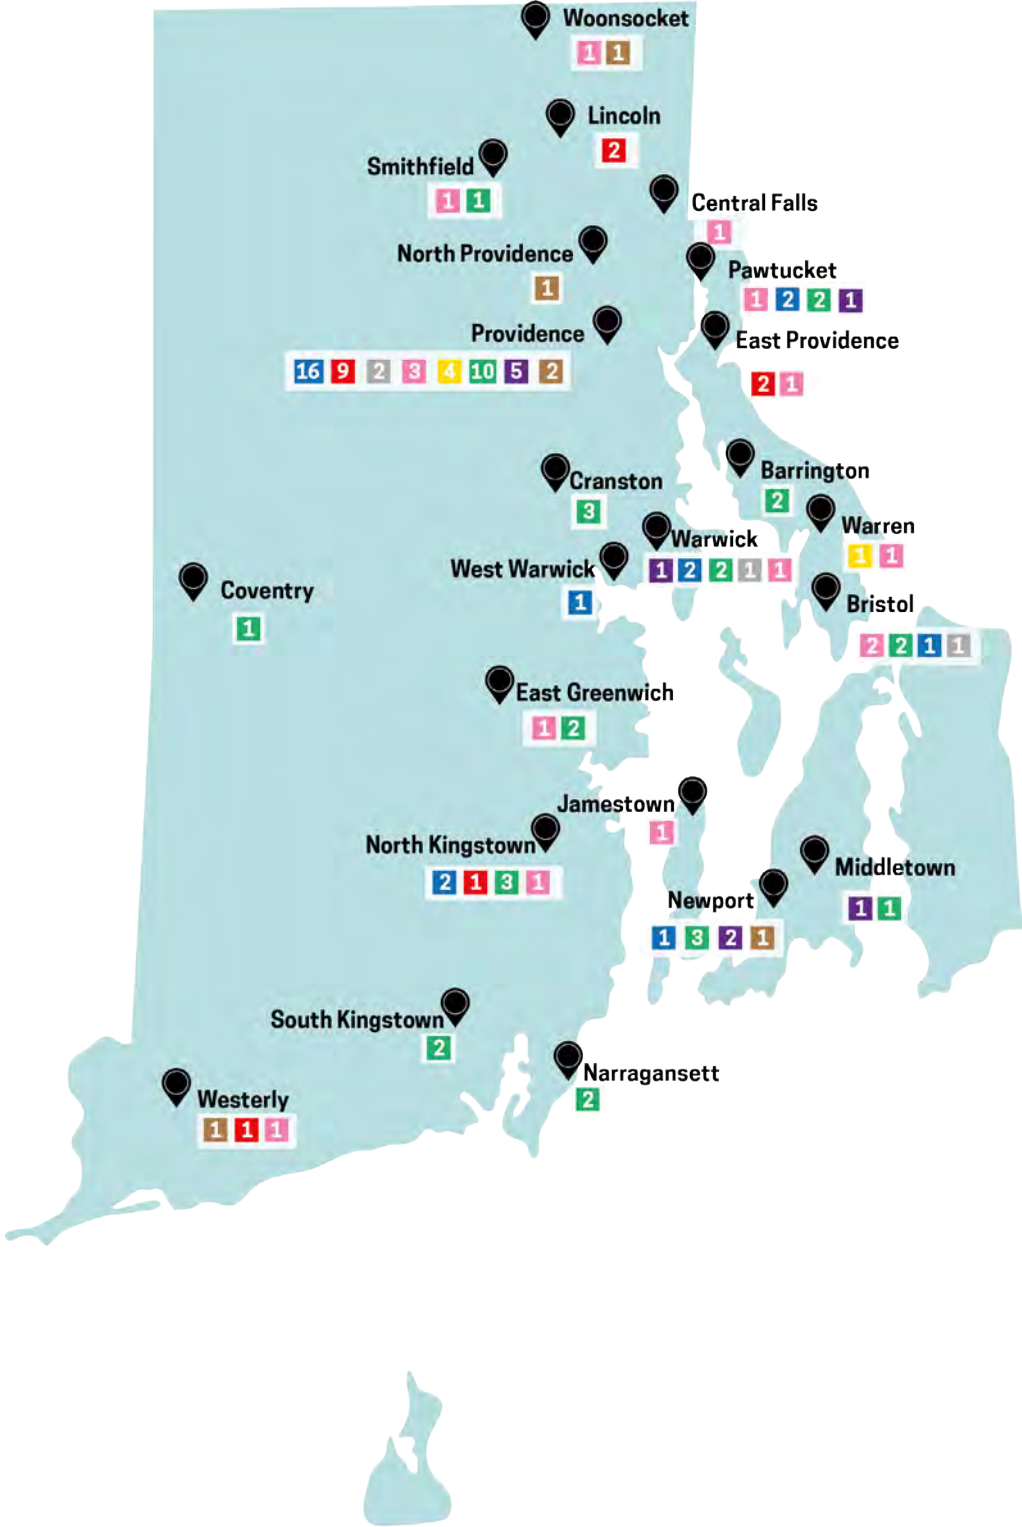 Woonsocket
1 1
Lincoln
2
Smithfield
1 1
Central Falls
1
North Providence
1
Pawtucket
1 2 2 1
Providence
16 9 2 3 4 10 5 2
East Providence
2 1
Cranston
3
Barrington
2
Warren
1 1
Warwick
1 2 2 1 1
West Warwick
1
Coventry
1
Bristol
2 2 1 1
East Greenwich
1 2
Jamestown
1
North Kingstown
2 1 3 1
Middletown
1 1
Newport
1 3 2 1
South Kingstown
2
Narragansett
2
Westerly
1 1 1